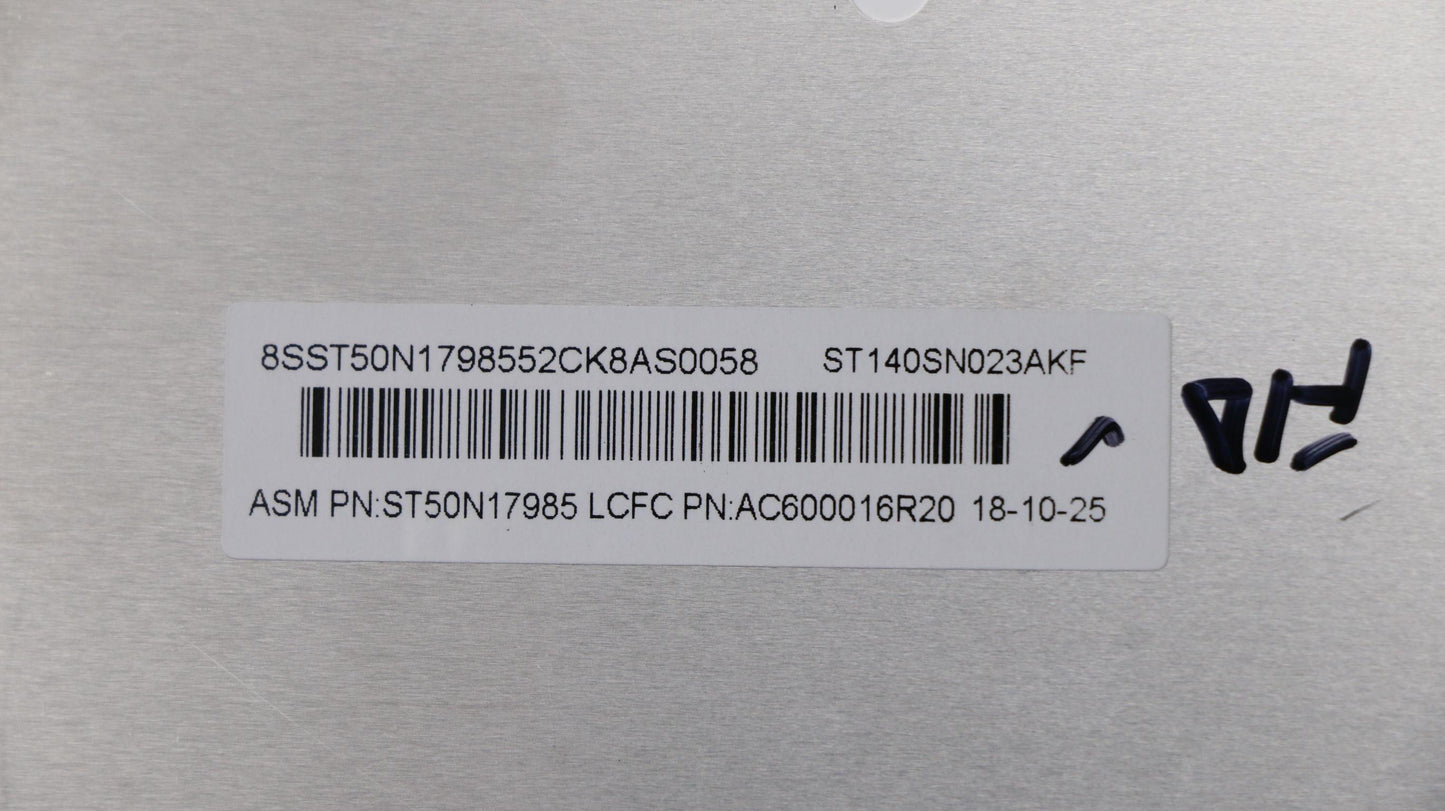 8SST50N1798552CK8AS0058 ST140SN023AKF
ASM PN:ST50N17985 LCFC PN:AC600016R20 18-10-25